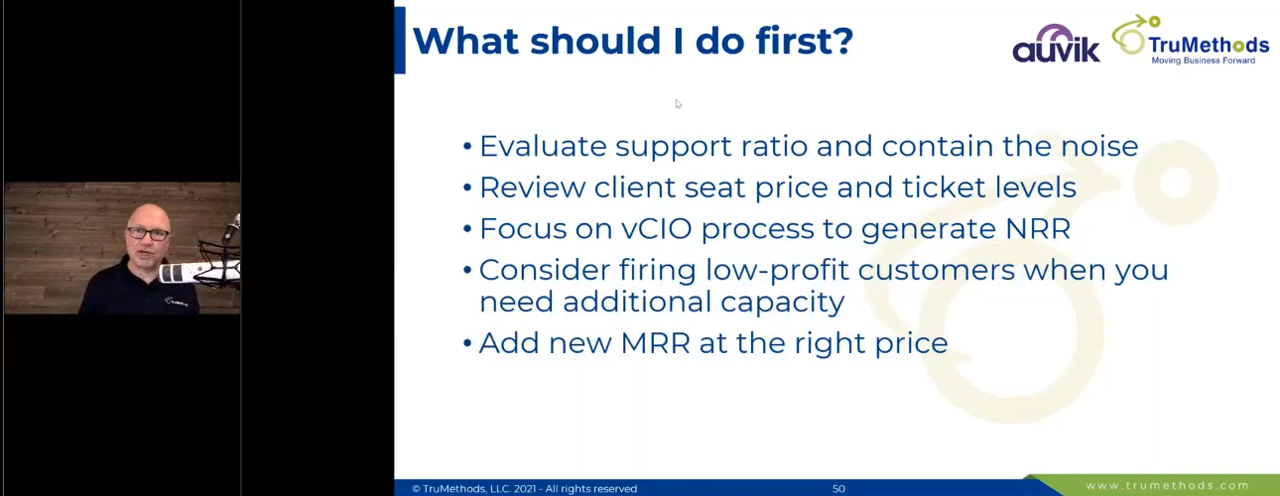 What should I do first?
auvik
TruMethods
Moving Business Forward
• Evaluate support ratio and contain the noise
• Review client seat price and ticket levels
• Focus on vCIO process to generate NRR
• Consider firing low-profit customers when you
need additional capacity
• Add new MRR at the right price
© TruMethods, LLC. 2021 - All rights reserved
50
www.trumethods.com